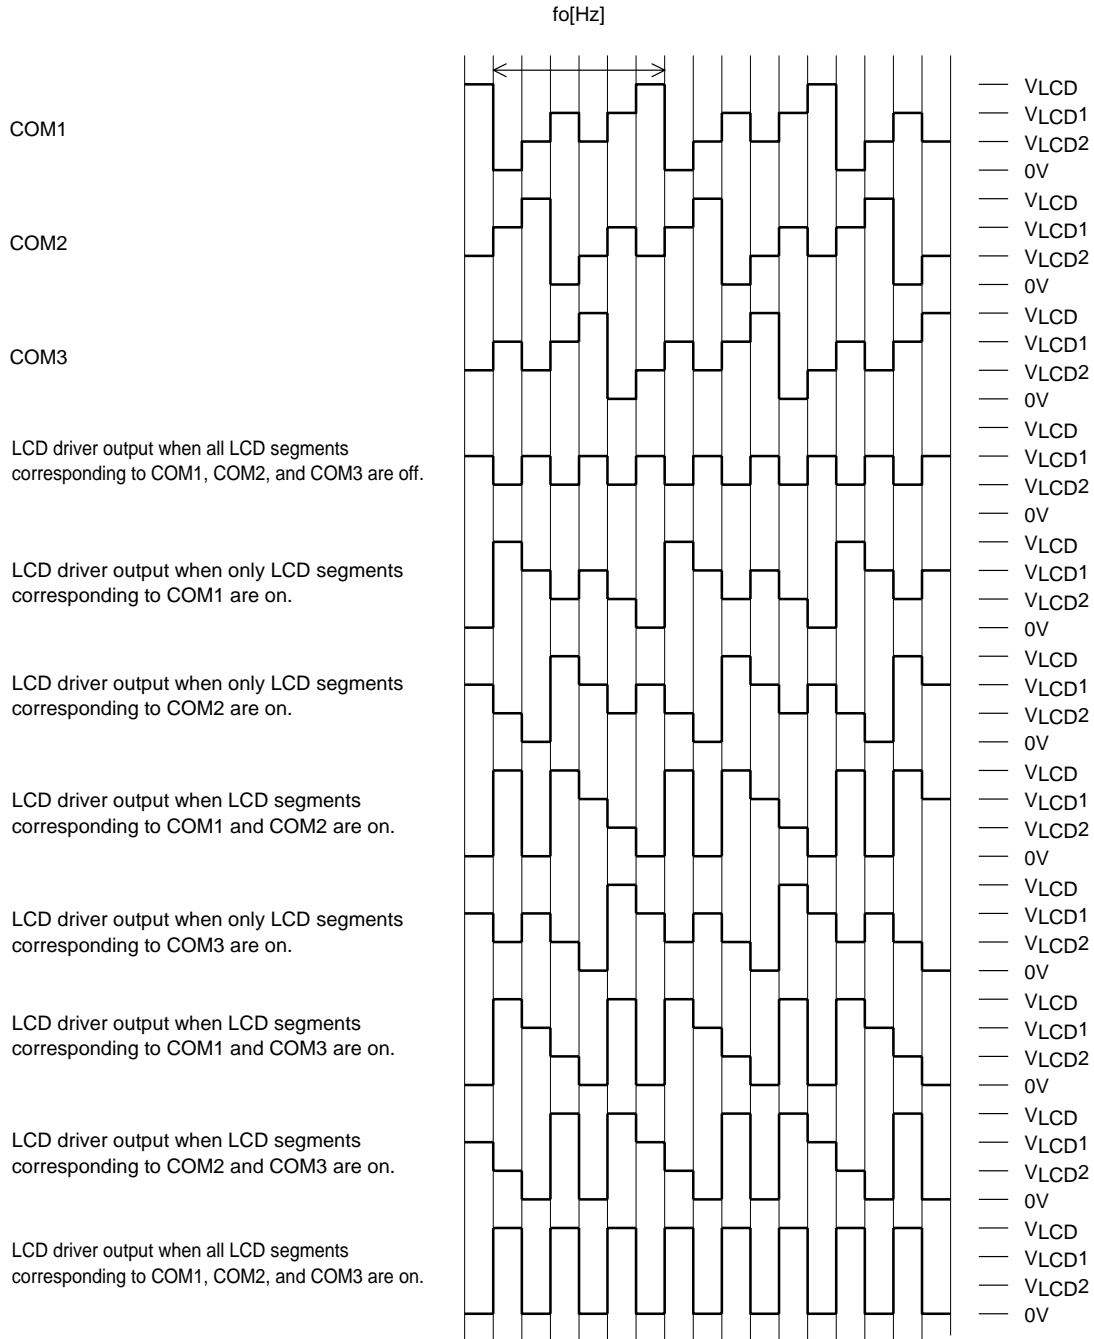 fo[Hz]
VLCD
VLCD1
COM1
VLCD2
0V
VLCD
VLCD1
COM2
VLCD2
0V
VLCD
VLCD1
COM3
VLCD2
0V
VLCD
LCD driver output when all LCD segments
corresponding to COM1, COM2, and COM3 are off.
VLCD1
VLCD2
0V
VLCD
LCD driver output when only LCD segments
corresponding to COM1 are on.
VLCD1
VLCD2
0V
VLCD
LCD driver output when only LCD segments
corresponding to COM2 are on.
VLCD1
VLCD2
0V
VLCD
LCD driver output when LCD segments
corresponding to COM1 and COM2 are on.
VLCD1
VLCD2
0V
VLCD
LCD driver output when only LCD segments
corresponding to COM3 are on.
VLCD1
VLCD2
0V
VLCD
LCD driver output when LCD segments
corresponding to COM1 and COM3 are on.
VLCD1
VLCD2
0V
VLCD
LCD driver output when LCD segments
corresponding to COM2 and COM3 are on.
VLCD1
VLCD2
0V
VLCD
LCD driver output when all LCD segments
corresponding to COM1, COM2, and COM3 are on.
VLCD1
VLCD2
0V